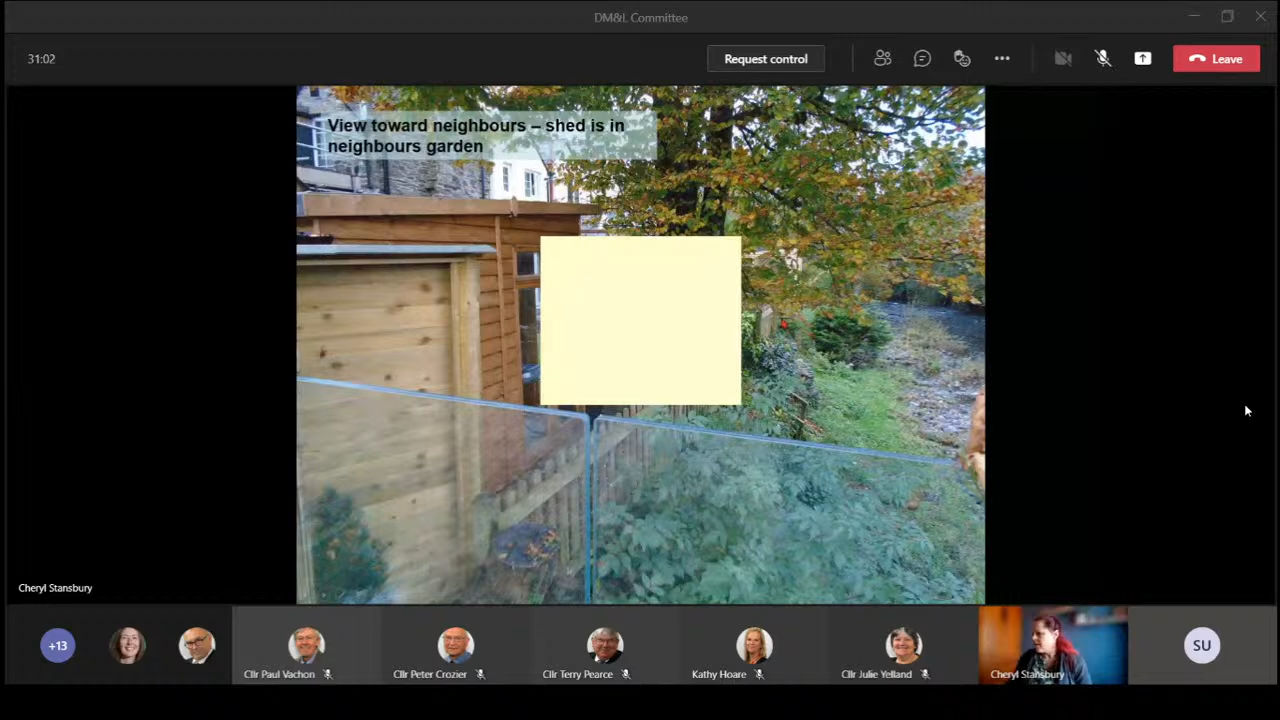 DM&L Committee
31:02
Request control
Leave
View toward neighbours – shed is in
neighbours garden
Cheryl Stansbury
+13
Cllr Paul Vachon
Cllr Peter Crozier
Cllr Terry Pearce
Kathy Hoare
Cllr Julie Yelland
Cheryl Stansbury
SU